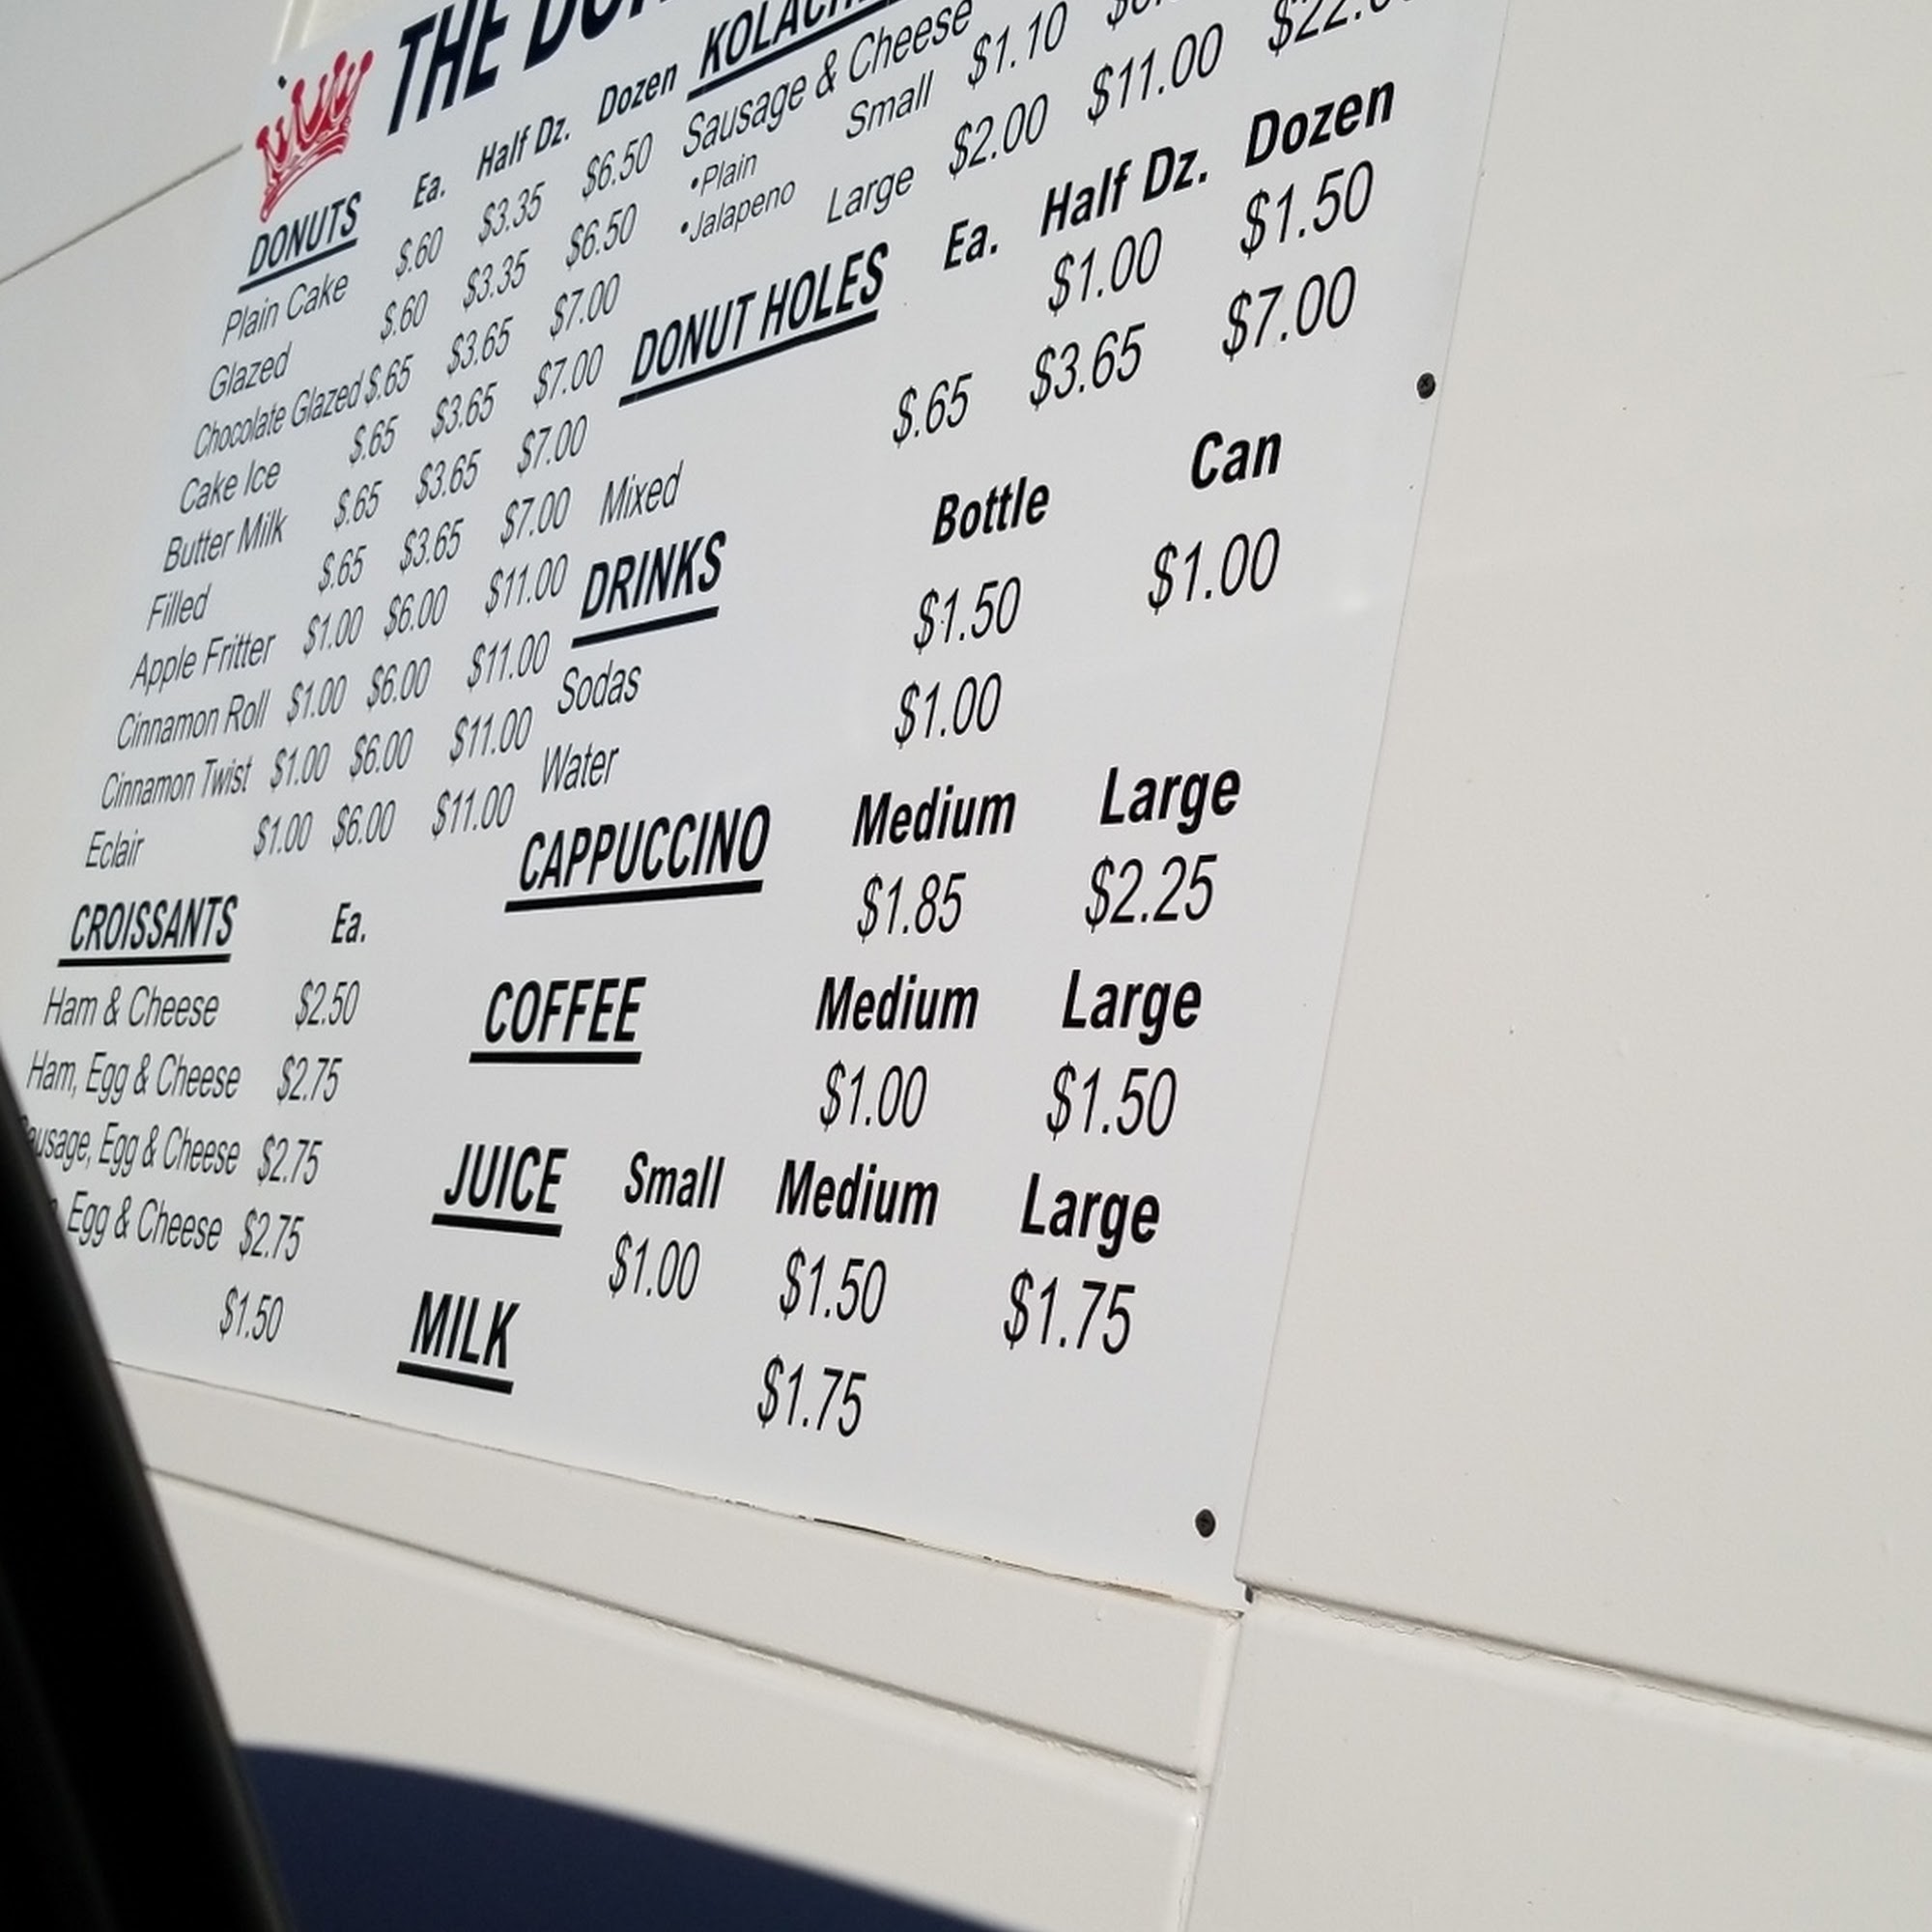 THE
KOLACH
DONUTS Ea. Half Dz. Dozen
Plain Cake $.60 $3.35 $6.50
Glazed $.60 $3.35 $6.50
Chocolate Glazed $.65 $3.65 $7.00
Cake Ice $.65 $3.65 $7.00
Butter Milk $.65 $3.65 $7.00
Filled $.65 $3.65 $7.00
Apple Fritter $1.00 $6.00 $11.00
Cinnamon Roll $1.00 $6.00 $11.00
Cinnamon Twist $1.00 $6.00 $11.00
Eclair $1.00 $6.00 $11.00
CROISSANTS Ea.
Ham & Cheese $2.50
Ham, Egg & Cheese $2.75
Sausage, Egg & Cheese $2.75
Egg & Cheese $2.75
$1.50
Sausage & Cheese
•Plain Small $1.10
•Jalapeno Large $2.00 $11.00
DONUT HOLES Ea. Half Dz. Dozen
$1.00 $1.50
Mixed $.65 $3.65 $7.00
DRINKS Bottle Can
Sodas $1.50 $1.00
Water $1.00
CAPPUCCINO Medium Large
$1.85 $2.25
COFFEE Medium Large
$1.00 $1.50
JUICE Small Medium Large
$1.00 $1.50 $1.75
MILK
$1.75